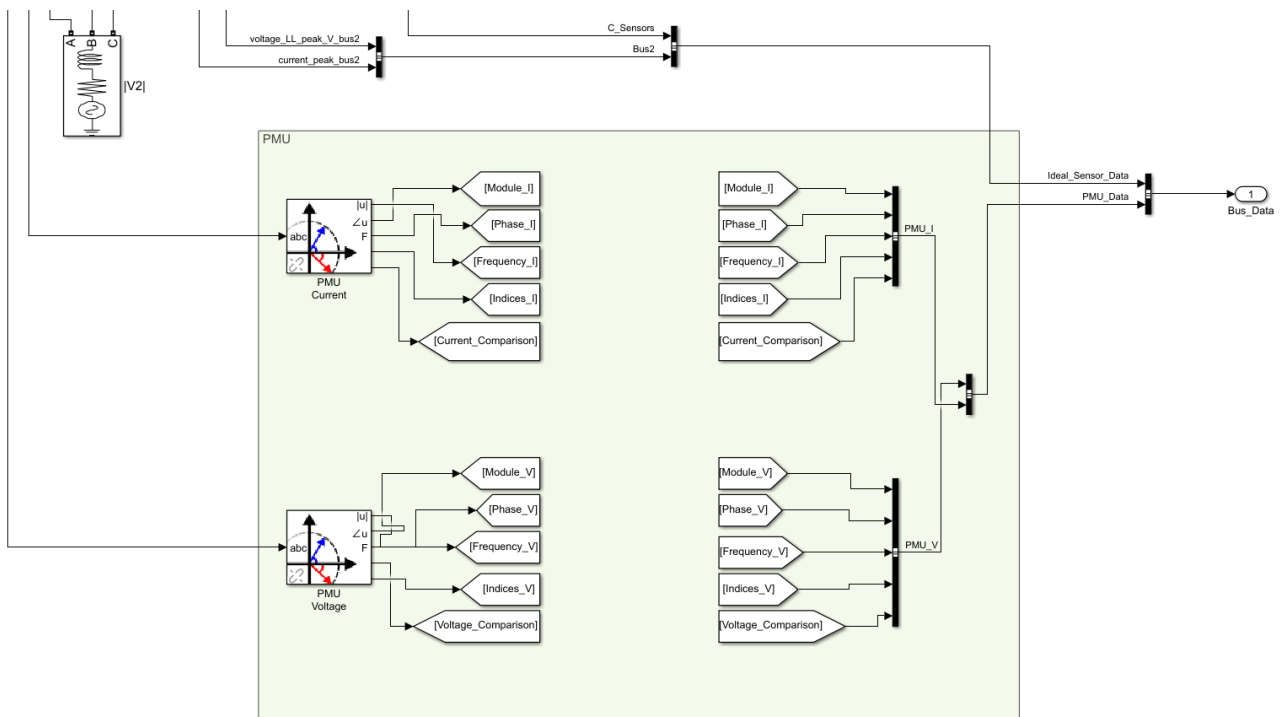 C_Sensors
voltage_LL_peak_V_bus2
Bus2
current_peak_bus2
A
B
C
|V2|
PMU
Ideal_Sensor_Data
PMU_Data
1
Bus_Data
abc
|u|
∠u
F
PMU
Current
[Module_I]
[Phase_I]
[Frequency_I]
[Indices_I]
[Current_Comparison]
[Module_I]
[Phase_I]
[Frequency_I]
[Indices_I]
[Current_Comparison]
PMU_I
abc
|u|
∠u
F
PMU
Voltage
[Module_V]
[Phase_V]
[Frequency_V]
[Indices_V]
[Voltage_Comparison]
[Module_V]
[Phase_V]
[Frequency_V]
[Indices_V]
[Voltage_Comparison]
PMU_V